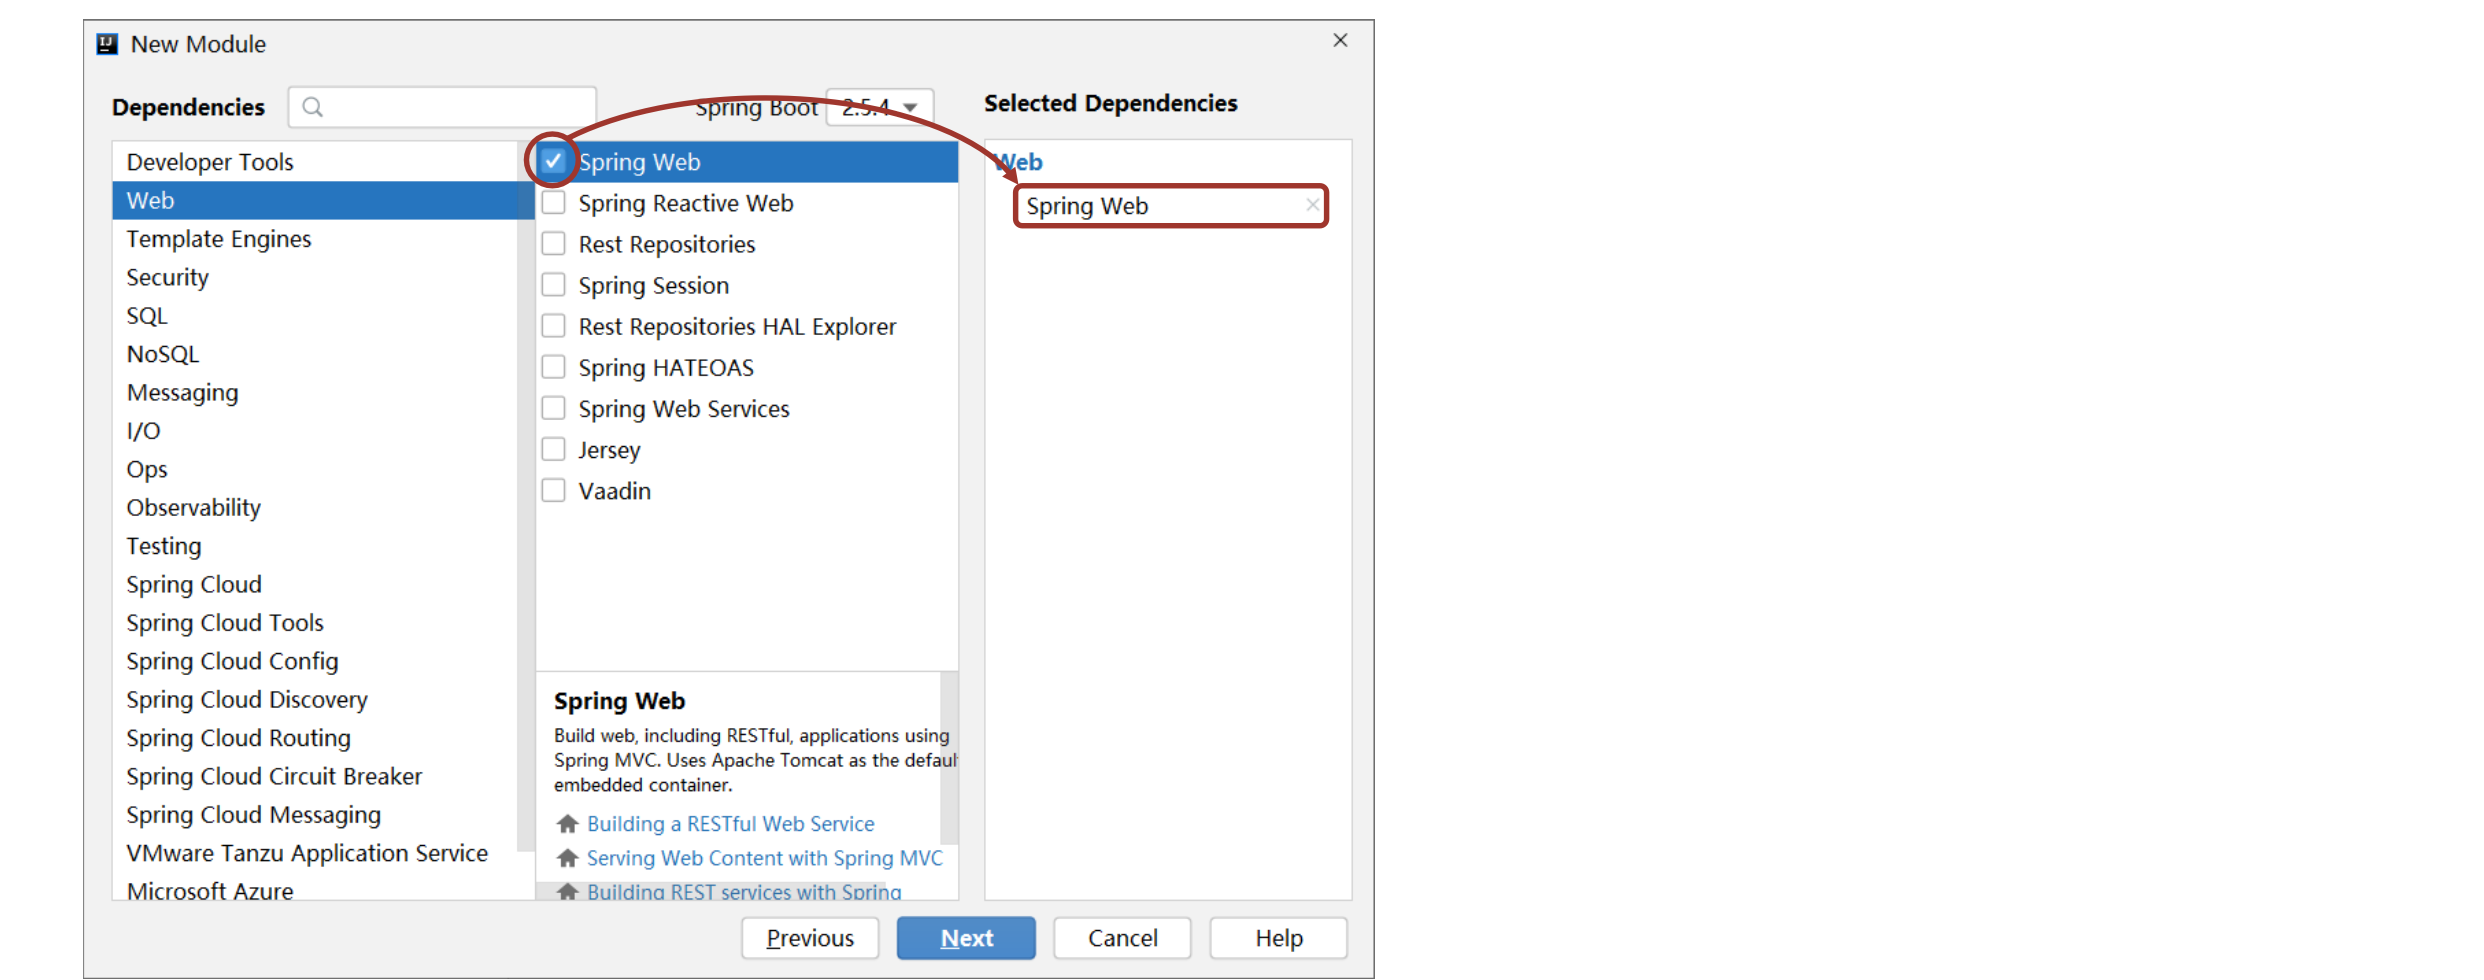 New Module
Dependencies
Spring Boot 2.5.4
Selected Dependencies
Developer Tools
Web
Template Engines
Security
SQL
NoSQL
Messaging
I/O
Ops
Observability
Testing
Spring Cloud
Spring Cloud Tools
Spring Cloud Config
Spring Cloud Discovery
Spring Cloud Routing
Spring Cloud Circuit Breaker
Spring Cloud Messaging
VMware Tanzu Application Service
Microsoft Azure
Spring Web
Spring Reactive Web
Rest Repositories
Spring Session
Rest Repositories HAL Explorer
Spring HATEOAS
Spring Web Services
Jersey
Vaadin
Spring Web
Build web, including RESTful, applications using
Spring MVC. Uses Apache Tomcat as the defaul
embedded container.
Building a RESTful Web Service
Serving Web Content with Spring MVC
Building REST services with Spring
Web
Spring Web
Previous
Next
Cancel
Help